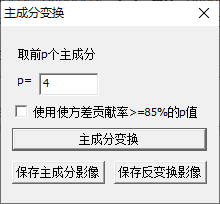 主成分变换
取前p个主成分
p= 4
使用使方差贡献率>=85%的p值
主成分变换
保存主成分影像 保存反变换影像